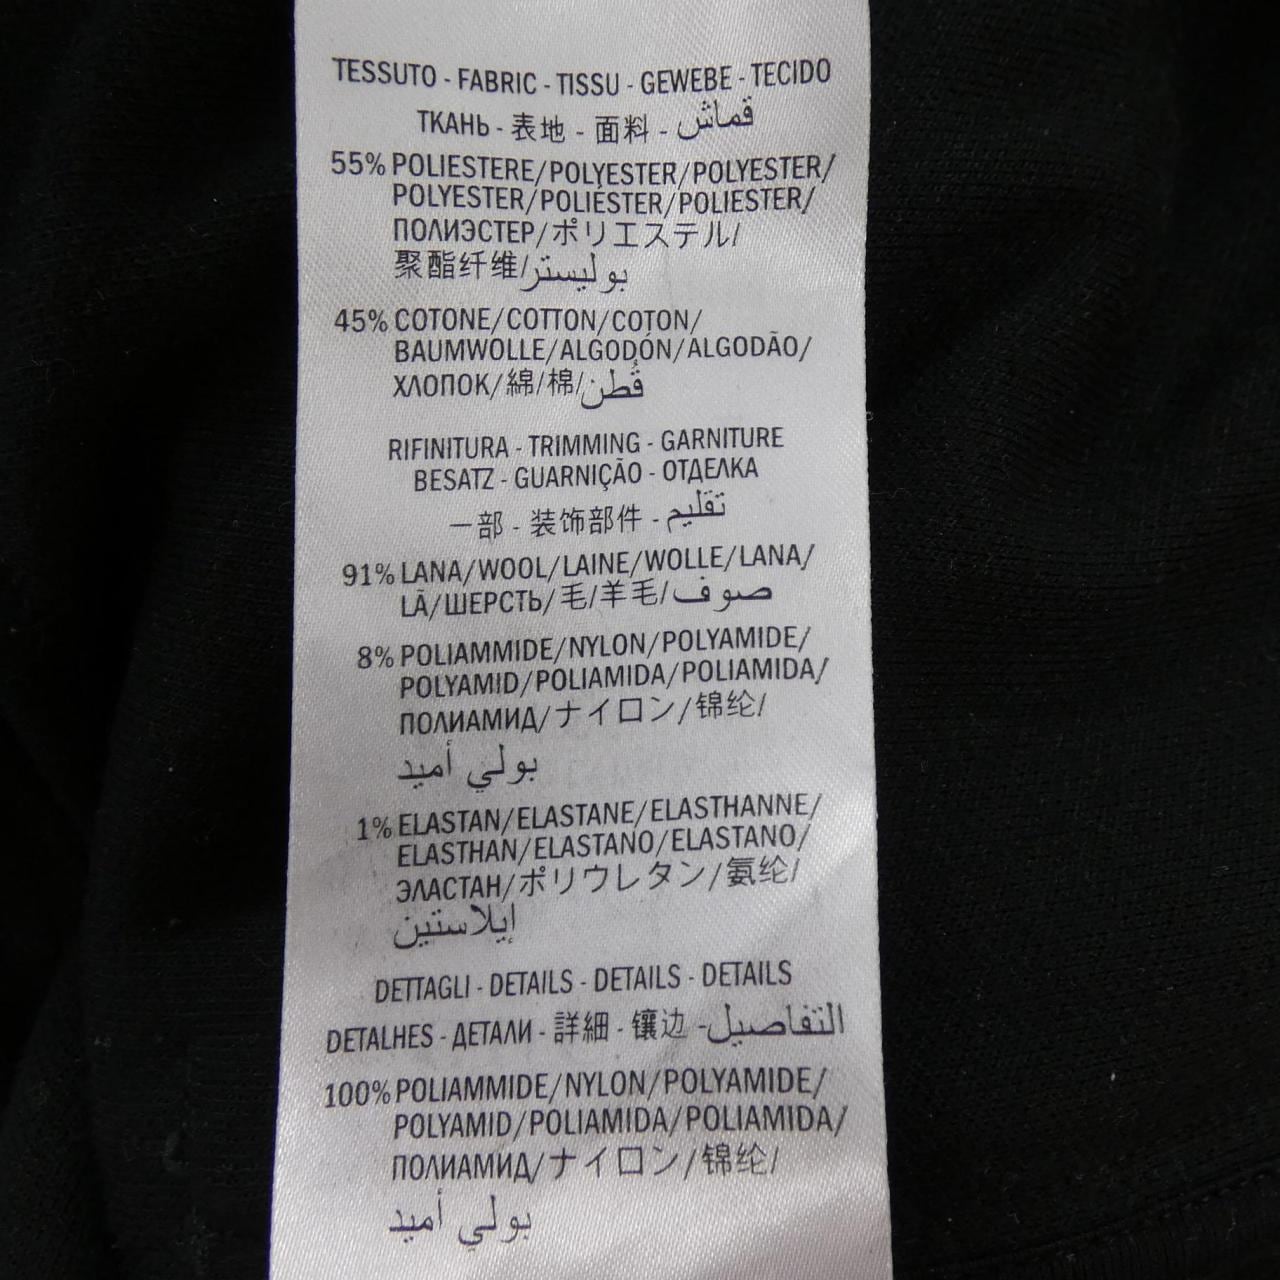 TESSUTO - FABRIC - TISSU - GEWEBE - TECIDO
ТКАНЬ - 表地 - 面料 - قماش
55% POLIESTERE/POLYESTER/POLYESTER/
POLYESTER/POLIÉSTER/POLIESTER/
ПОЛИЭСТЕР/ポリエステル/
聚酯纤维/بوليستر
45% COTONE/COTTON/COTON/
BAUMWOLLE/ALGODÓN/ALGODÃO/
ХЛОПОК/綿/棉/قُطن
RIFINITURA - TRIMMING - GARNITURE
BESATZ - GUARNIÇÃO - ОТДЕЛКА
一部 - 装饰部件 - تقليم
91% LANA/WOOL/LAINE/WOLLE/LANA/
LÃ/ШЕРСТЬ/毛/羊毛/صوف
8% POLIAMMIDE/NYLON/POLYAMIDE/
POLYAMID/POLIAMIDA/POLIAMIDA/
ПОЛИАМИД/ナイロン/锦纶/
بولي أميد
1% ELASTAN/ELASTANE/ELASTHANNE/
ELASTHAN/ELASTANO/ELASTANO/
ЭЛАСТАН/ポリウレタン/氨纶/
إيلاستين
DETTAGLI - DETAILS - DETAILS - DETAILS
DETALHES - ДЕТАЛИ - 詳細 - 镶边 - التفاصيل
100% POLIAMMIDE/NYLON/POLYAMIDE/
POLYAMID/POLIAMIDA/POLIAMIDA/
ПОЛИАМИД/ナイロン/锦纶/
بولي أميد